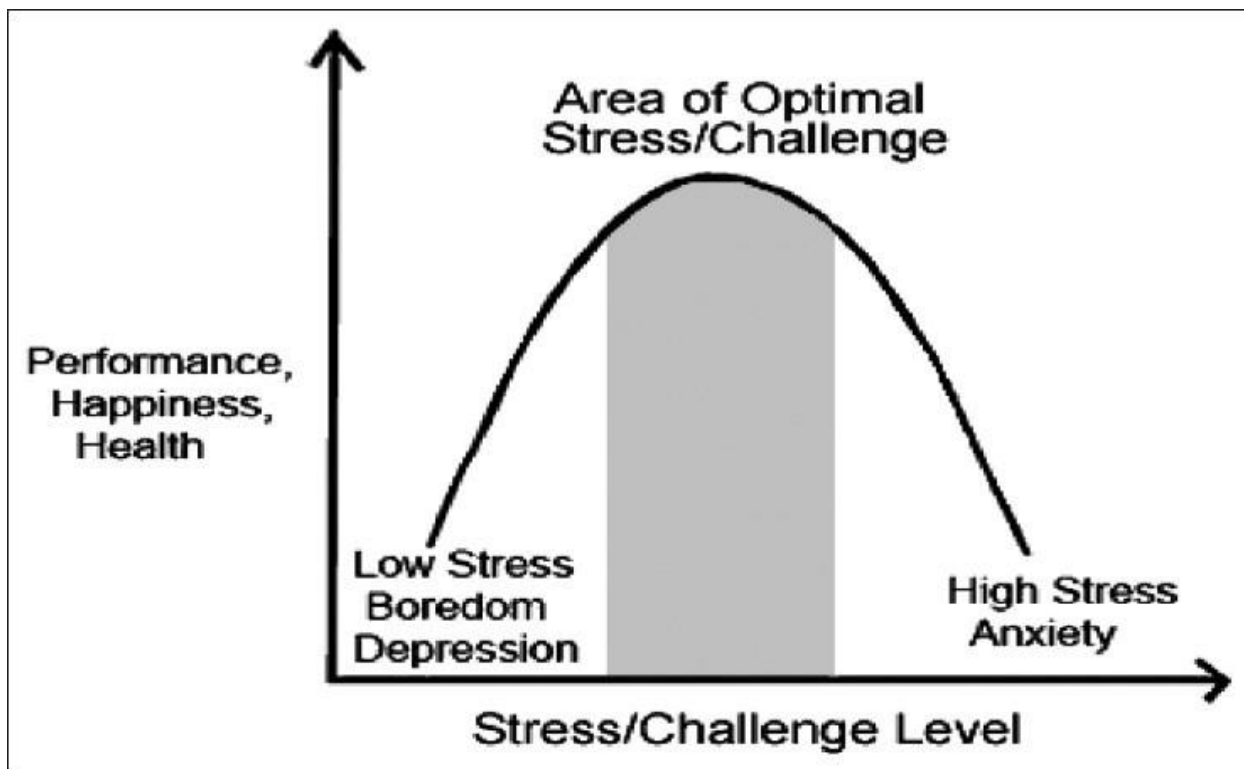 Area of Optimal
Stress/Challenge
Performance,
Happiness,
Health
Low Stress
Boredom
Depression
High Stress
Anxiety
Stress/Challenge Level